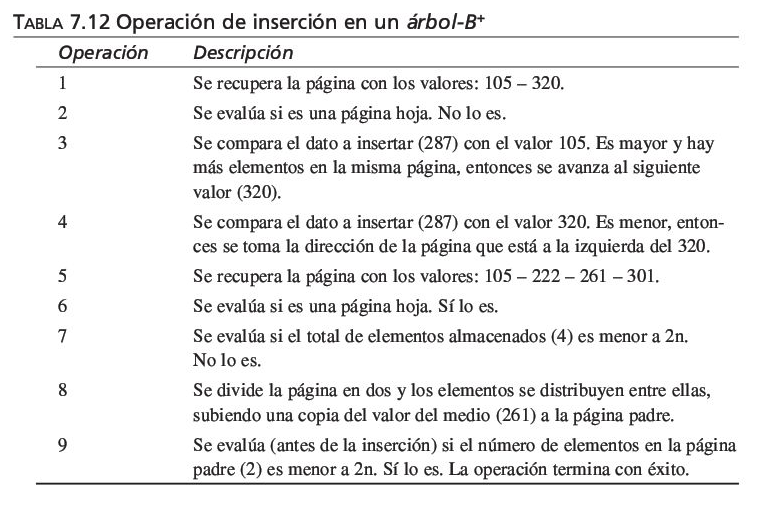 TABLA 7.12 Operación de inserción en un árbol-B+
Operación Descripción
1 Se recupera la página con los valores: 105 – 320.
2 Se evalúa si es una página hoja. No lo es.
3 Se compara el dato a insertar (287) con el valor 105. Es mayor y hay
más elementos en la misma página, entonces se avanza al siguiente
valor (320).
4 Se compara el dato a insertar (287) con el valor 320. Es menor, enton-
ces se toma la dirección de la página que está a la izquierda del 320.
5 Se recupera la página con los valores: 105 – 222 – 261 – 301.
6 Se evalúa si es una página hoja. Sí lo es.
7 Se evalúa si el total de elementos almacenados (4) es menor a 2n.
No lo es.
8 Se divide la página en dos y los elementos se distribuyen entre ellas,
subiendo una copia del valor del medio (261) a la página padre.
9 Se evalúa (antes de la inserción) si el número de elementos en la página
padre (2) es menor a 2n. Sí lo es. La operación termina con éxito.